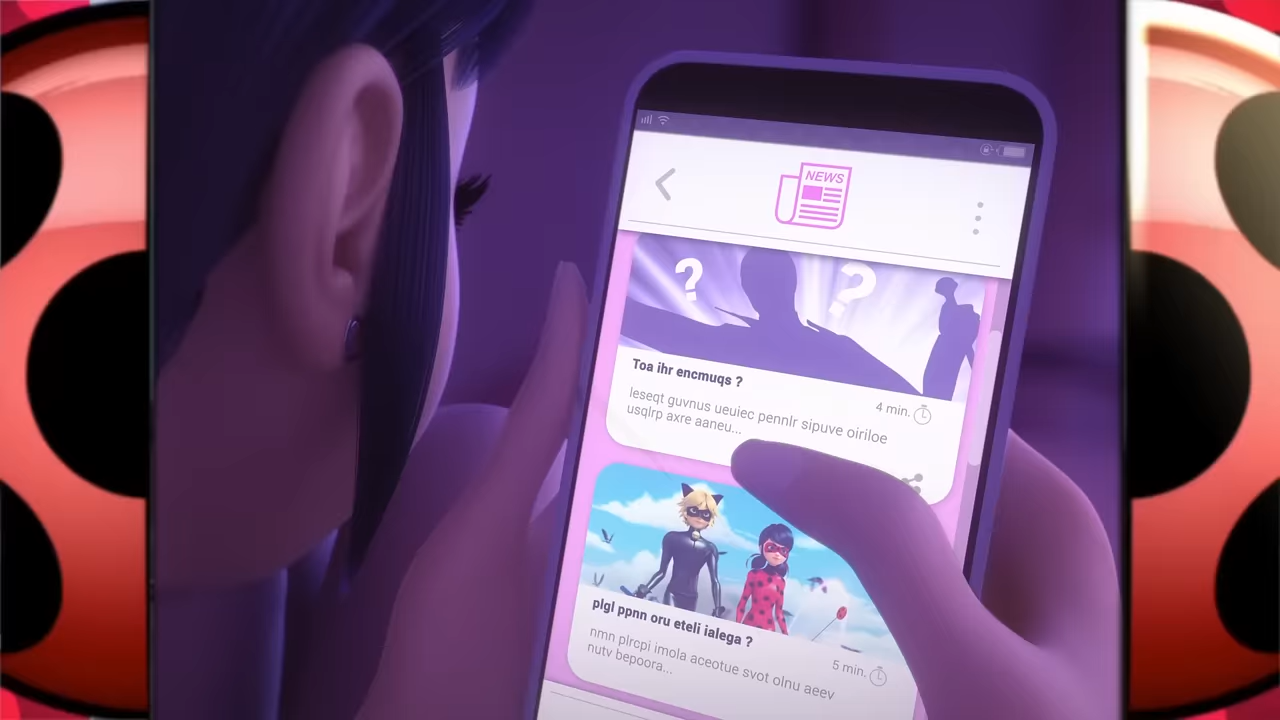 NEWS
? ?
Toa ihr encmuqs ?
4 min.
leseqt guvnus ueuiec pennlr sipuve oiriloe
usqlrp axre aaneu...
plgl ppnn oru eteli ialega ?
5 min.
nmn plrcpi imola aceotue svot olnu aeev
nutv bepoora...